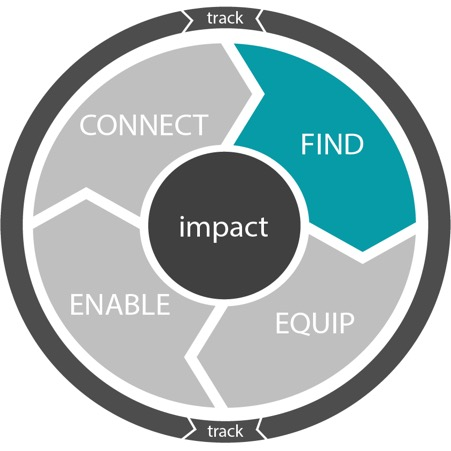 track
CONNECT
FIND
impact
ENABLE
EQUIP
track